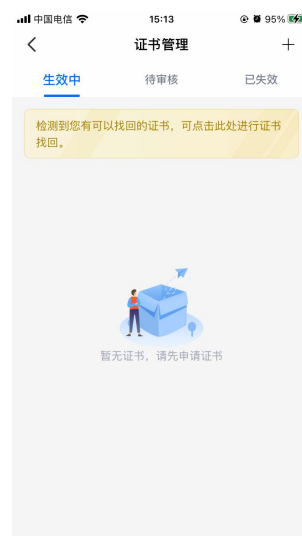 中国电信 15:13 95%
证书管理
生效中 待审核 已失效
检测到您有可以找回的证书，可点击此处进行证书
找回。
暂无证书，请先申请证书